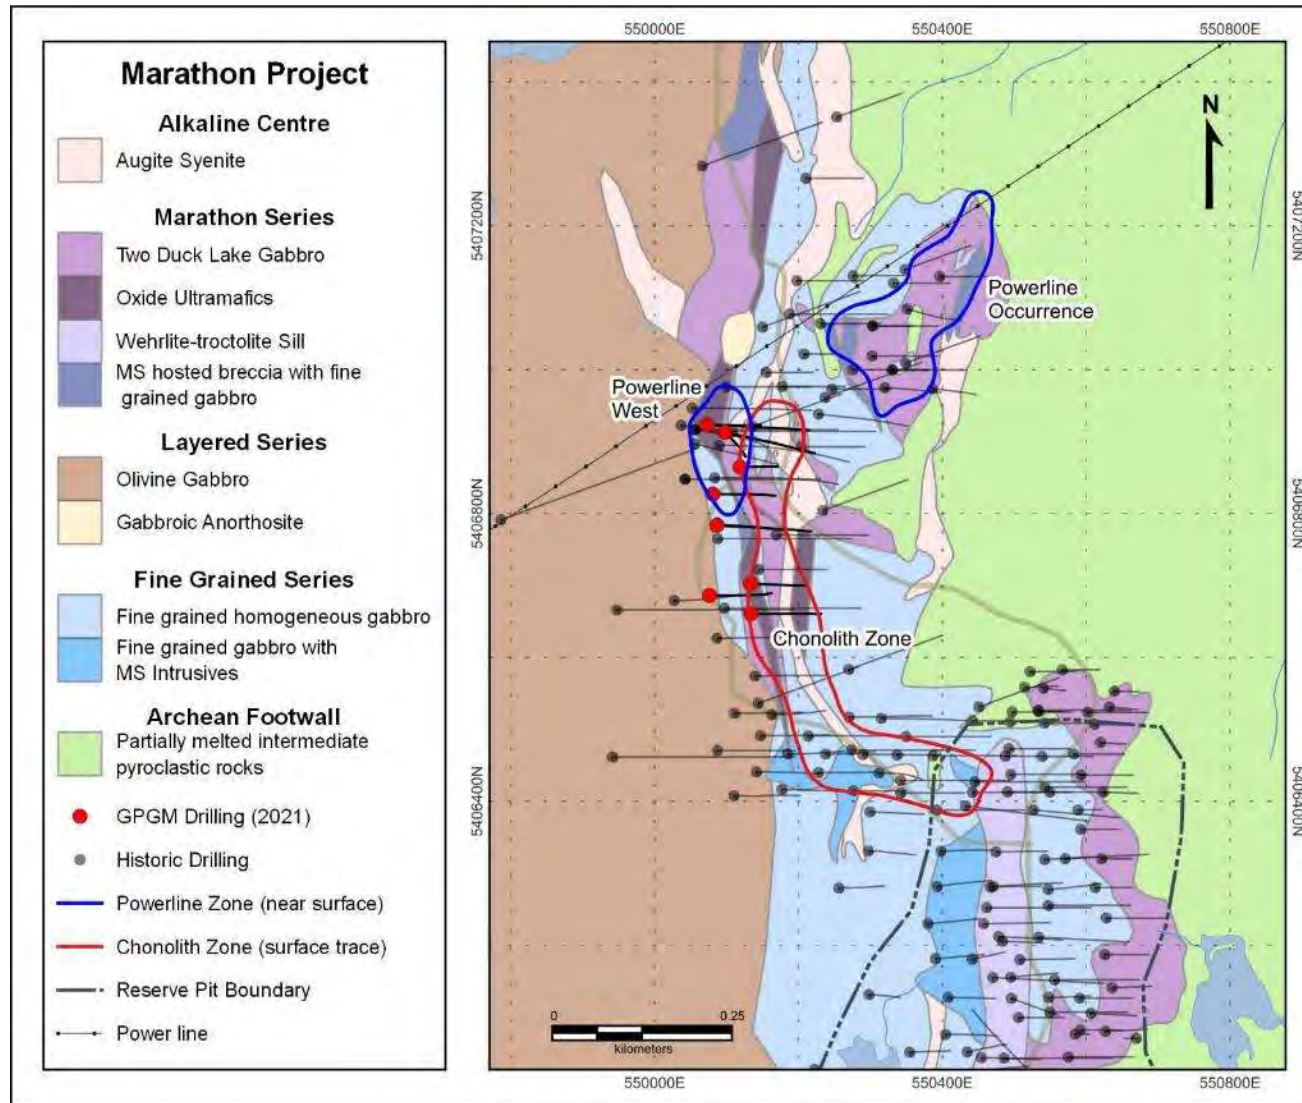 Marathon Project
Alkaline Centre
Augite Syenite
Marathon Series
Two Duck Lake Gabbro
Oxide Ultramafics
Wehrlite-troctolite Sill
MS hosted breccia with fine
grained gabbro
Layered Series
Olivine Gabbro
Gabbroic Anorthosite
Fine Grained Series
Fine grained homogeneous gabbro
Fine grained gabbro with
MS Intrusives
Archean Footwall
Partially melted intermediate
pyroclastic rocks
GPGM Drilling (2021)
Historic Drilling
Powerline Zone (near surface)
Chonolith Zone (surface trace)
Reserve Pit Boundary
Power line
550000E
550400E
550800E
N
5407200N
5407200N
Powerline
Occurrence
Powerline
West
5406800N
5406800N
Chonolith Zone
5406400N
5406400N
0
0.25
kilometers
550000E
550400E
550800E